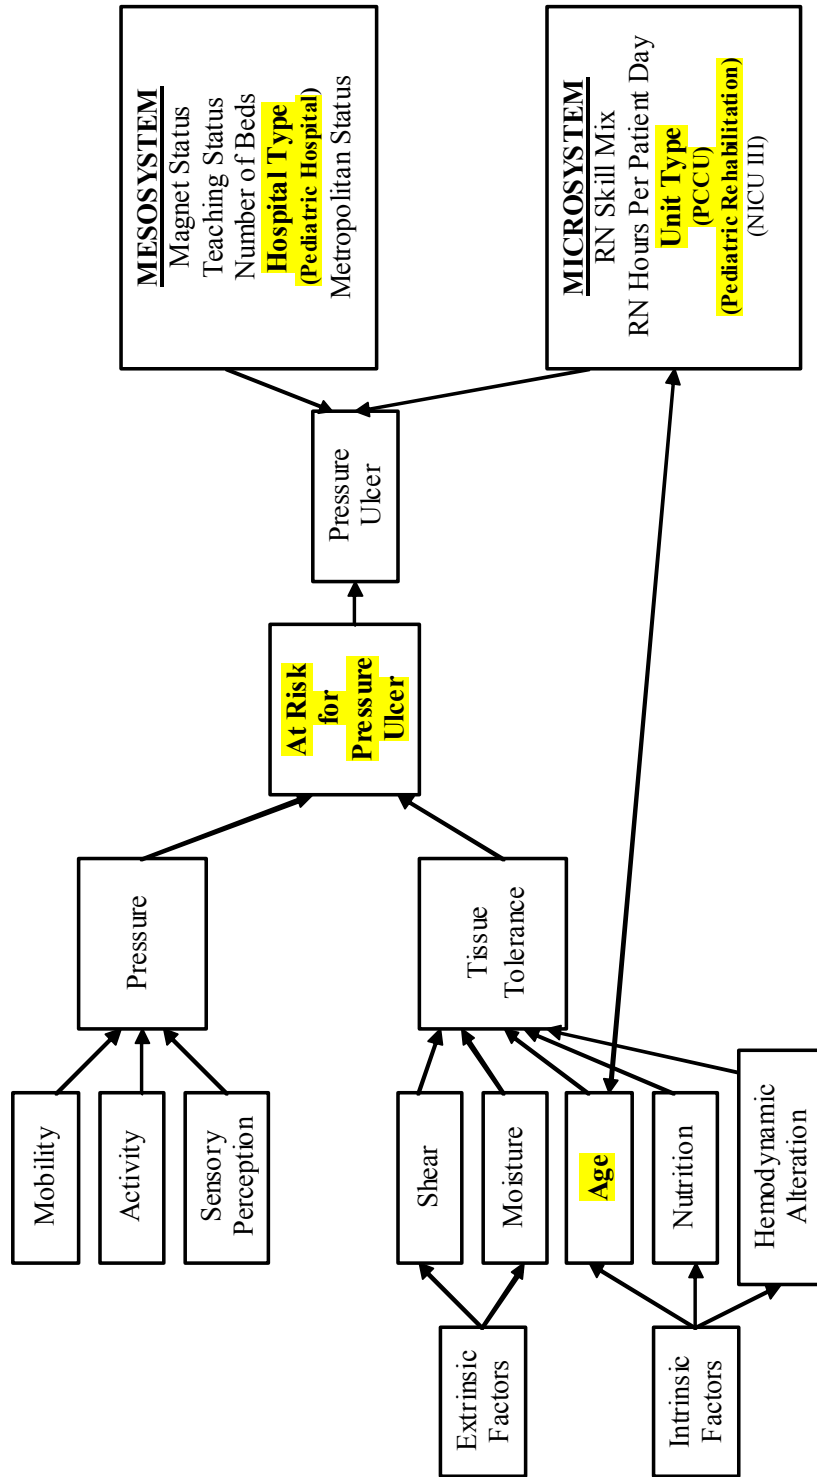 Mobility
Activity
Sensory
Perception
Pressure
Extrinsic
Factors
Shear
Moisture
Intrinsic
Factors
Age
Nutrition
Hemodynamic
Alteration
Tissue
Tolerance
At Risk
for
Pressure
Ulcer
Pressure
Ulcer
MESOSYSTEM
Magnet Status
Teaching Status
Number of Beds
Hospital Type
(Pediatric Hospital)
Metropolitan Status
MICROSYSTEM
RN Skill Mix
RN Hours Per Patient Day
Unit Type
(PCCU)
(Pediatric Rehabilitation)
(NICU III)